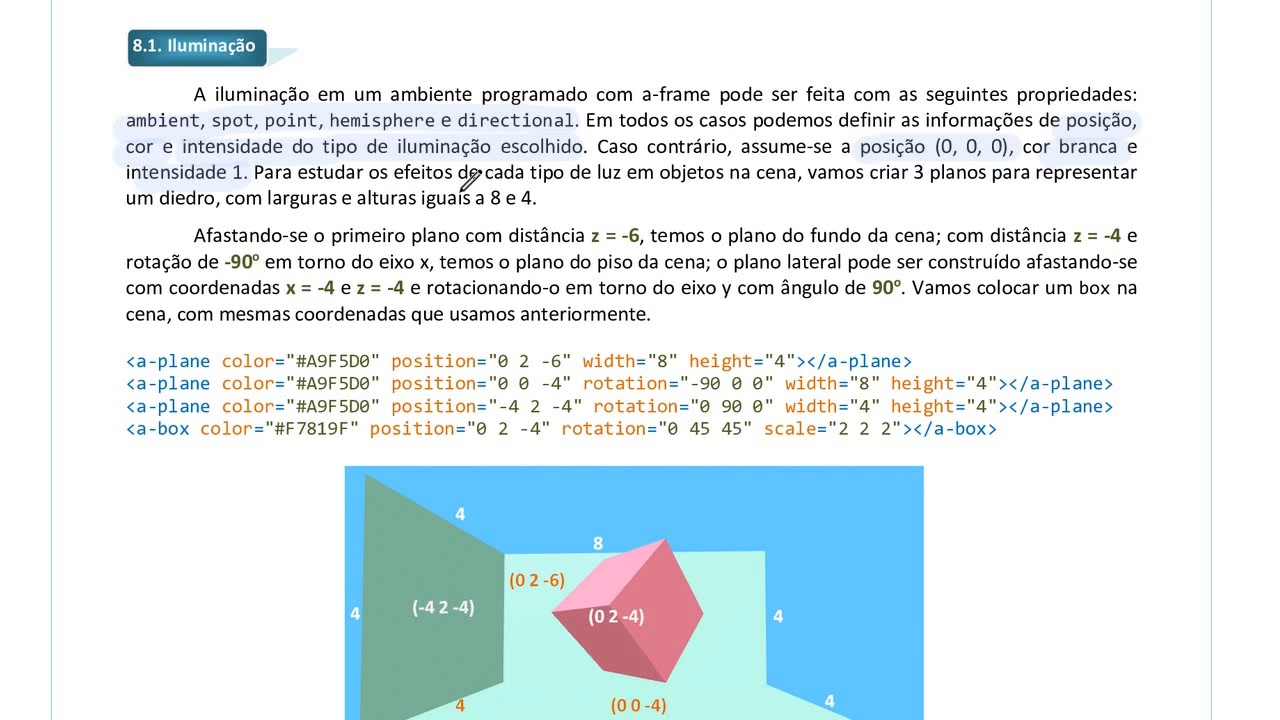 8.1. Iluminação
A iluminação em um ambiente programado com a-frame pode ser feita com as seguintes propriedades:
ambient, spot, point, hemisphere e directional. Em todos os casos podemos definir as informações de posição,
cor e intensidade do tipo de iluminação escolhido. Caso contrário, assume-se a posição (0, 0, 0), cor branca e
intensidade 1. Para estudar os efeitos de cada tipo de luz em objetos na cena, vamos criar 3 planos para representar
um diedro, com larguras e alturas iguais a 8 e 4.
Afastando-se o primeiro plano com distância z = -6, temos o plano do fundo da cena; com distância z = -4 e
rotação de -90º em torno do eixo x, temos o plano do piso da cena; o plano lateral pode ser construído afastando-se
com coordenadas x = -4 e z = -4 e rotacionando-o em torno do eixo y com ângulo de 90º. Vamos colocar um box na
cena, com mesmas coordenadas que usamos anteriormente.
<a-plane color="#A9F5D0" position="0 2 -6" width="8" height="4"></a-plane>
<a-plane color="#A9F5D0" position="0 0 -4" rotation="-90 0 0" width="8" height="4"></a-plane>
<a-plane color="#A9F5D0" position="-4 2 -4" rotation="0 90 0" width="4" height="4"></a-plane>
<a-box color="#F7819F" position="0 2 -4" rotation="0 45 45" scale="2 2 2"></a-box>
4
8
(0 2 -6)
4
(-4 2 -4)
(0 2 -4)
4
4
(0 0 -4)
4